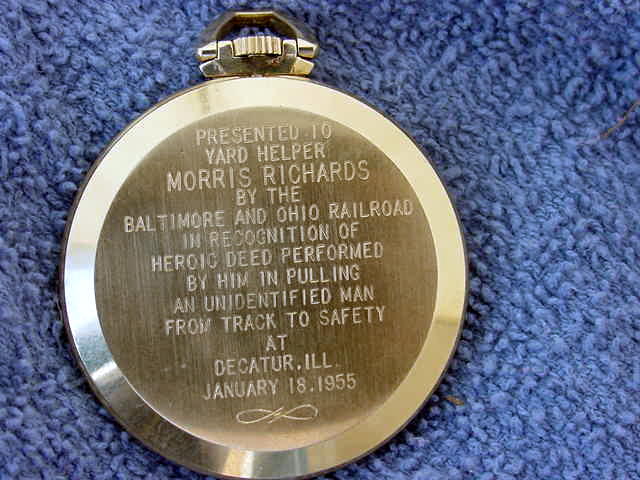 PRESENTED TO
YARD HELPER
MORRIS RICHARDS
BY THE
BALTIMORE AND OHIO RAILROAD
IN RECOGNITION OF
HEROIC DEED PERFORMED
BY HIM IN PULLING
AN UNIDENTIFIED MAN
FROM TRACK TO SAFETY
AT
DECATUR.ILL.
JANUARY 18.1955